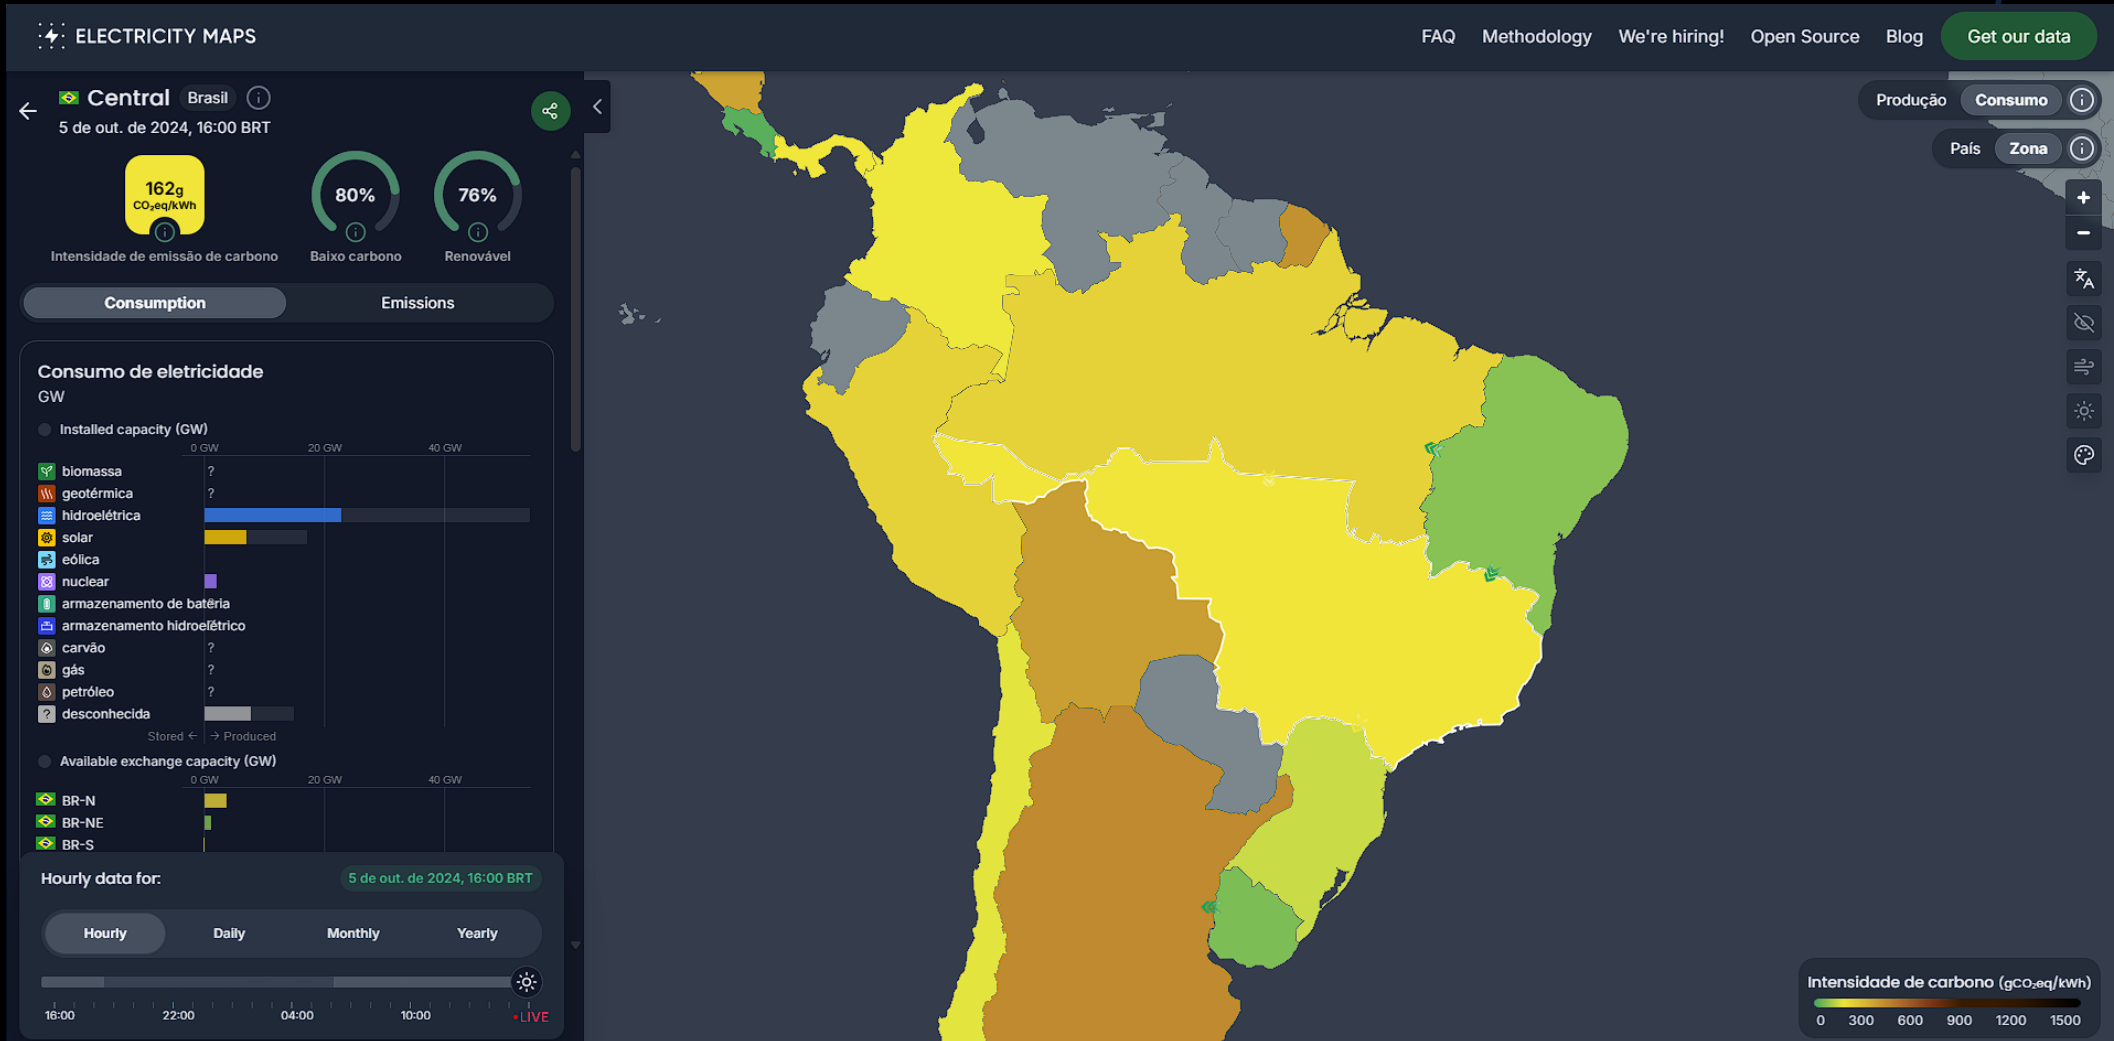 ELECTRICITY MAPS
FAQ
Methodology
We're hiring!
Open Source
Blog
Get our data
Central
Brasil
5 de out. de 2024, 16:00 BRT
162g
CO₂eq/kWh
80%
76%
Intensidade de emissão de carbono
Baixo carbono
Renovável
Consumption
Emissions
Consumo de eletricidade
GW
Installed capacity (GW)
0 GW
20 GW
40 GW
biomassa ?
geotérmica ?
hidroelétrica
solar
eólica
nuclear
armazenamento de bateria
armazenamento hidroelétrico
carvão ?
gás ?
petróleo ?
? desconhecida
Stored ← → Produced
Available exchange capacity (GW)
0 GW
20 GW
40 GW
BR-N
BR-NE
BR-S
Hourly data for:
5 de out. de 2024, 16:00 BRT
Hourly
Daily
Monthly
Yearly
16:00
22:00
04:00
10:00
LIVE
Produção
Consumo
País
Zona
+
−
Intensidade de carbono (gCO₂eq/kWh)
0
300
600
900
1200
1500